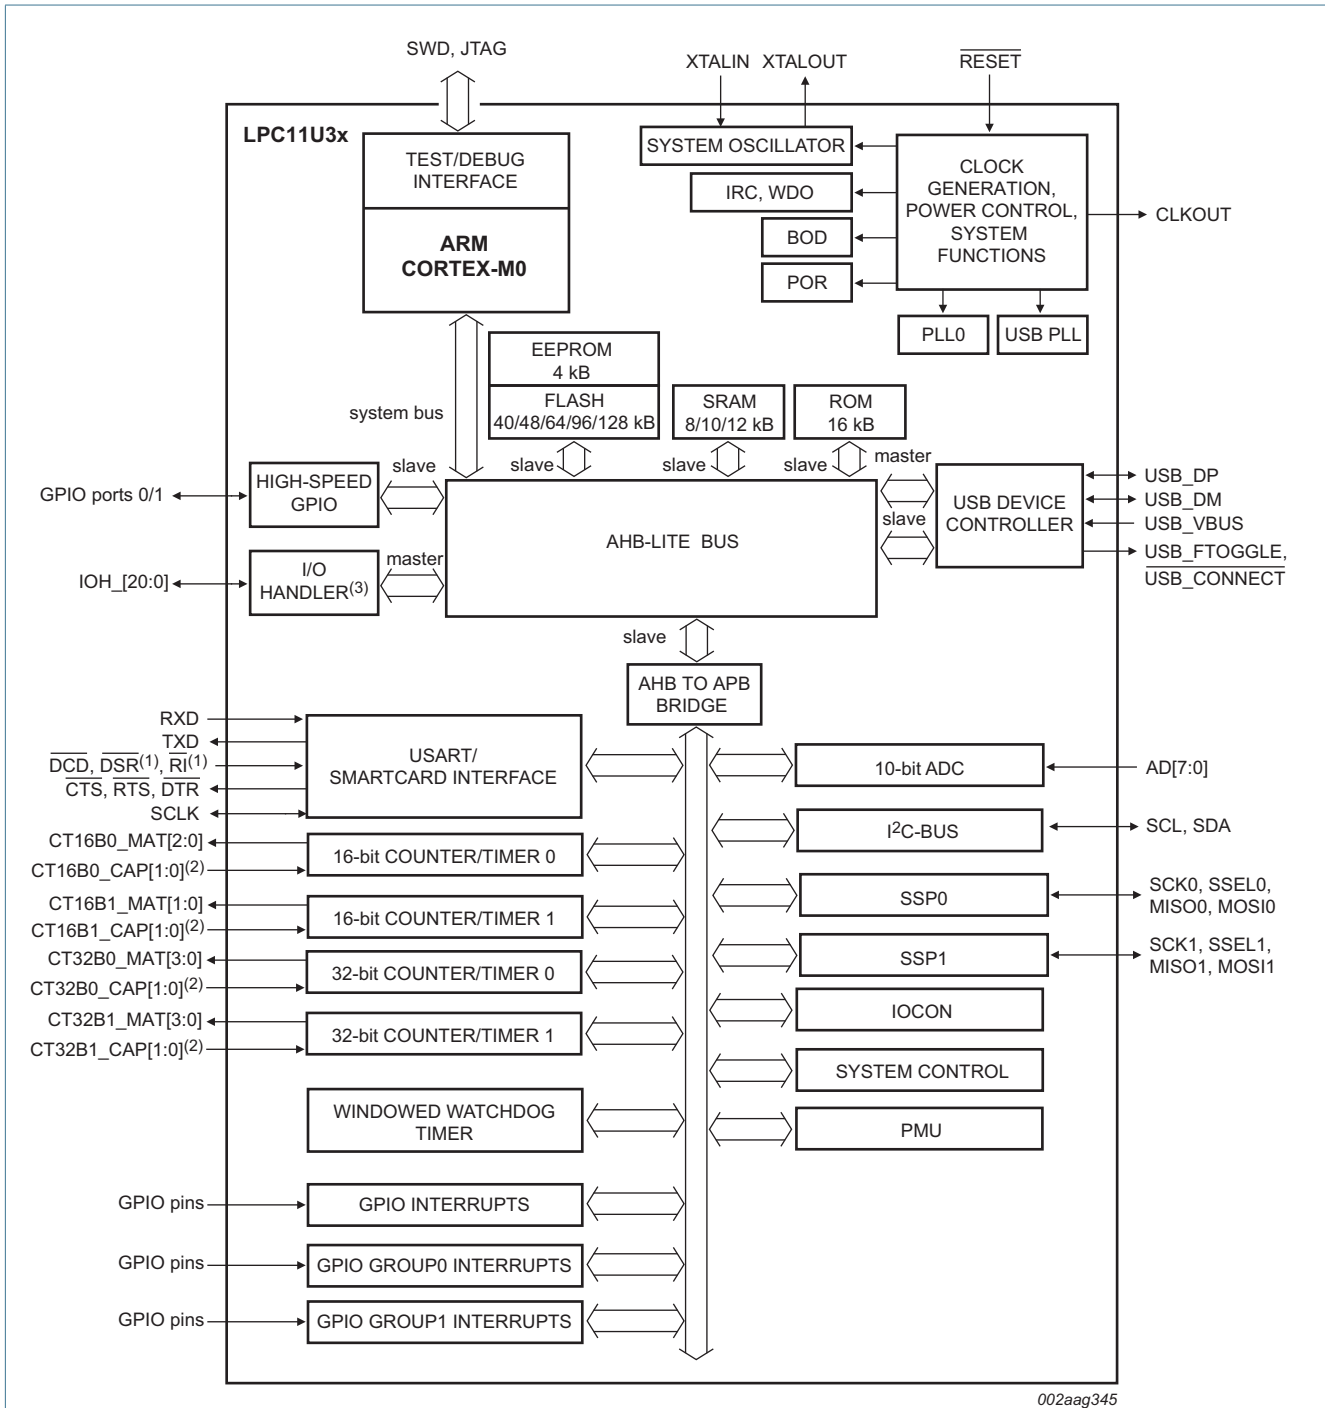 SWD, JTAG
XTALIN XTALOUT
RESET
LPC11U3x
TEST/DEBUG
INTERFACE
ARM
CORTEX-M0
SYSTEM OSCILLATOR
IRC, WDO
BOD
POR
CLOCK
GENERATION,
POWER CONTROL,
SYSTEM
FUNCTIONS
CLKOUT
PLL0
USB PLL
system bus
EEPROM
4 kB
FLASH
40/48/64/96/128 kB
SRAM
8/10/12 kB
ROM
16 kB
slave
slave
slave
slave
master
GPIO ports 0/1
HIGH-SPEED
GPIO
AHB-LITE BUS
slave
USB DEVICE
CONTROLLER
USB_DP
USB_DM
USB_VBUS
USB_FTOGGLE,
USB_CONNECT
IOH_[20:0]
I/O
HANDLER(3)
master
slave
AHB TO APB
BRIDGE
RXD
TXD
DCD, DSR(1), RI(1)
CTS, RTS, DTR
SCLK
USART/
SMARTCARD INTERFACE
10-bit ADC
AD[7:0]
CT16B0_MAT[2:0]
CT16B0_CAP[1:0](2)
16-bit COUNTER/TIMER 0
I2C-BUS
SCL, SDA
CT16B1_MAT[1:0]
CT16B1_CAP[1:0](2)
16-bit COUNTER/TIMER 1
SSP0
SCK0, SSEL0,
MISO0, MOSI0
CT32B0_MAT[3:0]
CT32B0_CAP[1:0](2)
32-bit COUNTER/TIMER 0
SSP1
SCK1, SSEL1,
MISO1, MOSI1
CT32B1_MAT[3:0]
CT32B1_CAP[1:0](2)
32-bit COUNTER/TIMER 1
IOCON
SYSTEM CONTROL
WINDOWED WATCHDOG
TIMER
PMU
GPIO pins
GPIO INTERRUPTS
GPIO pins
GPIO GROUP0 INTERRUPTS
GPIO pins
GPIO GROUP1 INTERRUPTS
002aag345